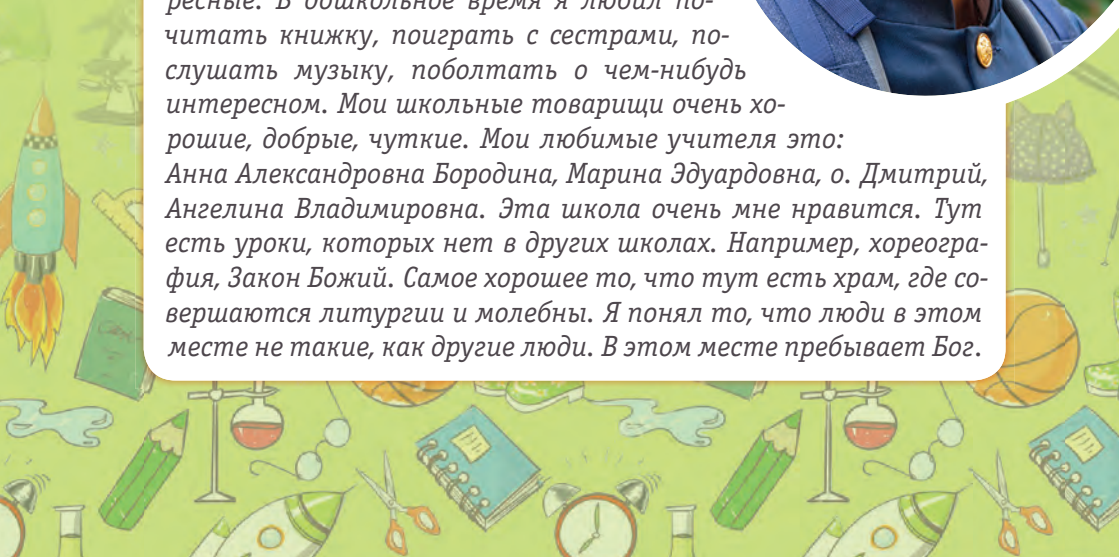 ресные. В дошкольное время я любил по-
читать книжку, поиграть с сестрами, по-
слушать музыку, поболтать о чем-нибудь
интересном. Мои школьные товарищи очень хо-
рошие, добрые, чуткие. Мои любимые учителя это:
Анна Александровна Бородина, Марина Эдуардовна, о. Дмитрий,
Ангелина Владимировна. Эта школа очень мне нравится. Тут
есть уроки, которых нет в других школах. Например, хореогра-
фия, Закон Божий. Самое хорошее то, что тут есть храм, где со-
вершаются литургии и молебны. Я понял то, что люди в этом
месте не такие, как другие люди. В этом месте пребывает Бог.